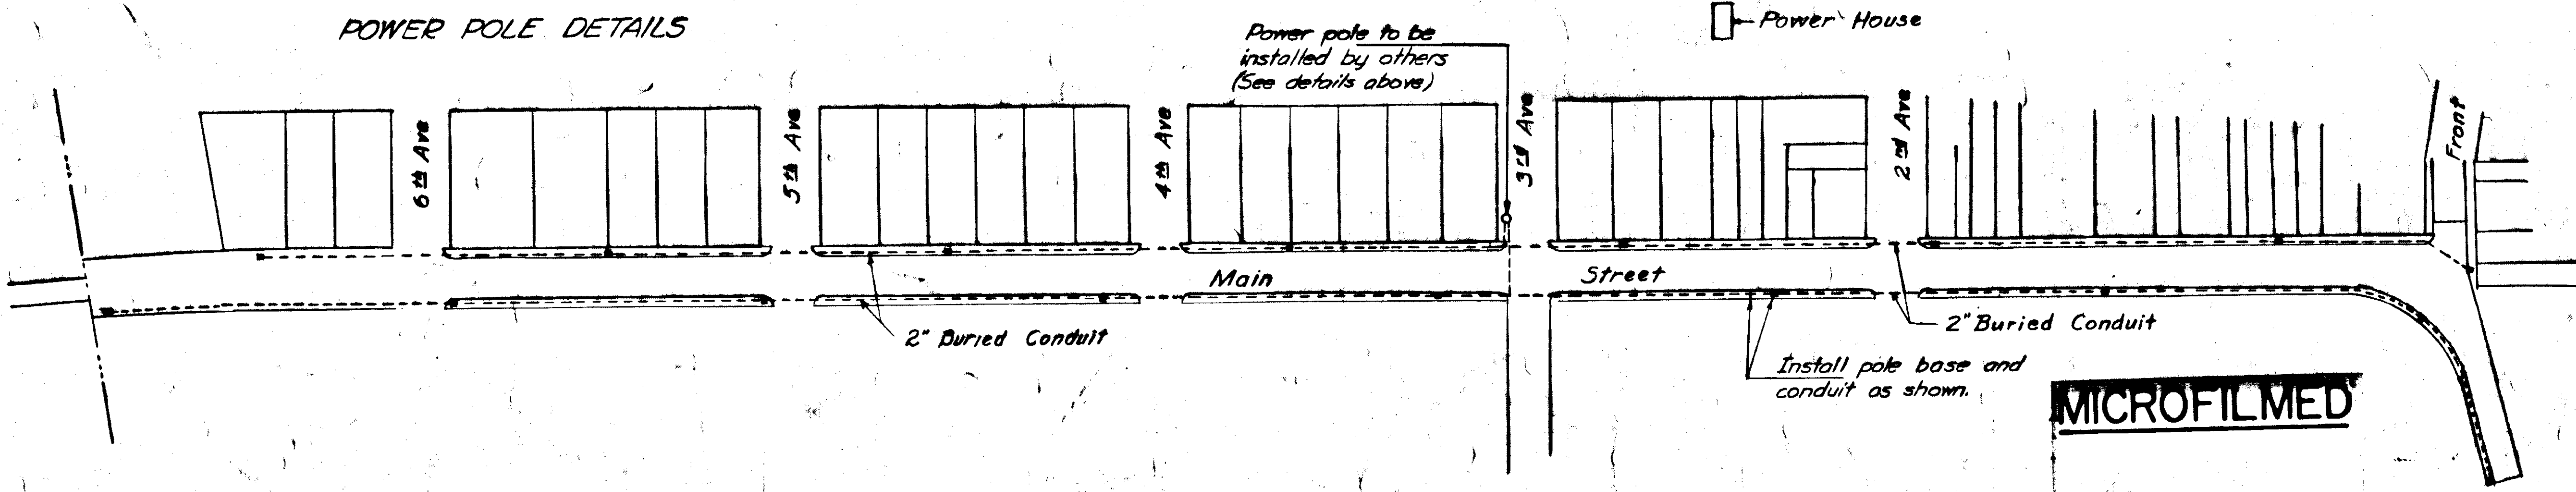 POWER POLE DETAILS
Power House
Power pole to be
installed by others
(See details above)
6th Ave
5th Ave
4th Ave
3rd Ave
2nd Ave
Front
Main Street
2" Buried Conduit
2" Buried Conduit
Install pole base and
conduit as shown.
MICROFILMED